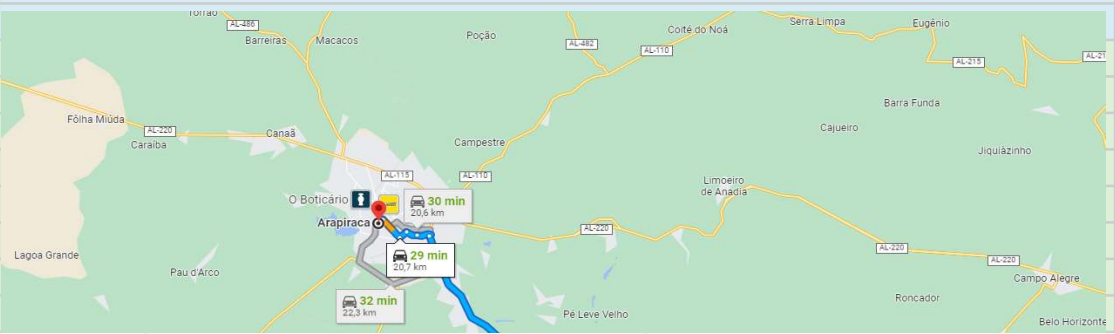 Torrão
AL-486
Barreiras
Macacos
Poção
AL-482
Coité do Noá
AL-110
Serra Limpa
Eugênio
AL-215
AL-21
Fôlha Miúda
AL-220
Caraíba
Canaã
Campestre
Barra Funda
Cajueiro
Jiquiàzinho
AL-115
AL-110
Limoeiro
de Anadia
O Boticário
30 min
20,6 km
Arapiraca
AL-220
29 min
20,7 km
AL-220
AL-220
Lagoa Grande
Pau d'Arco
Campo Alegre
32 min
22,3 km
Pé Leve Velho
Roncador
Belo Horizonte